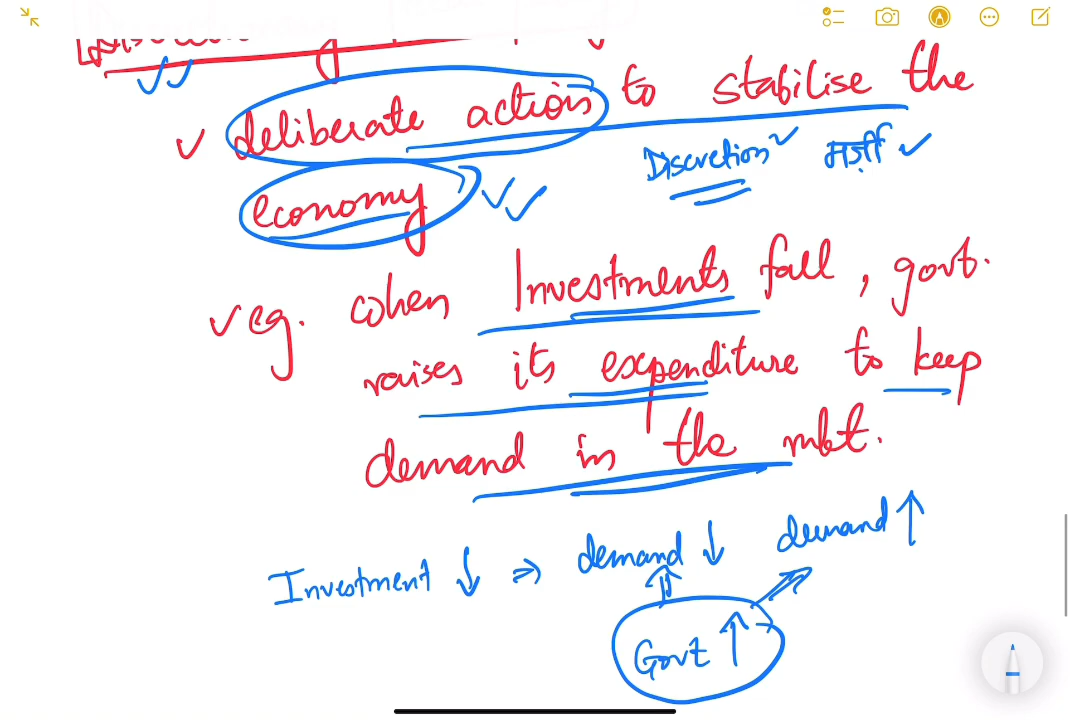 deliberate actions to stabilise the
Discretion
economy
eg. when Investments fall, govt.
raises its expenditure to keep
demand in the mkt.
Investment ↓ ⇒ demand ↓ demand ↑
Govt ↑